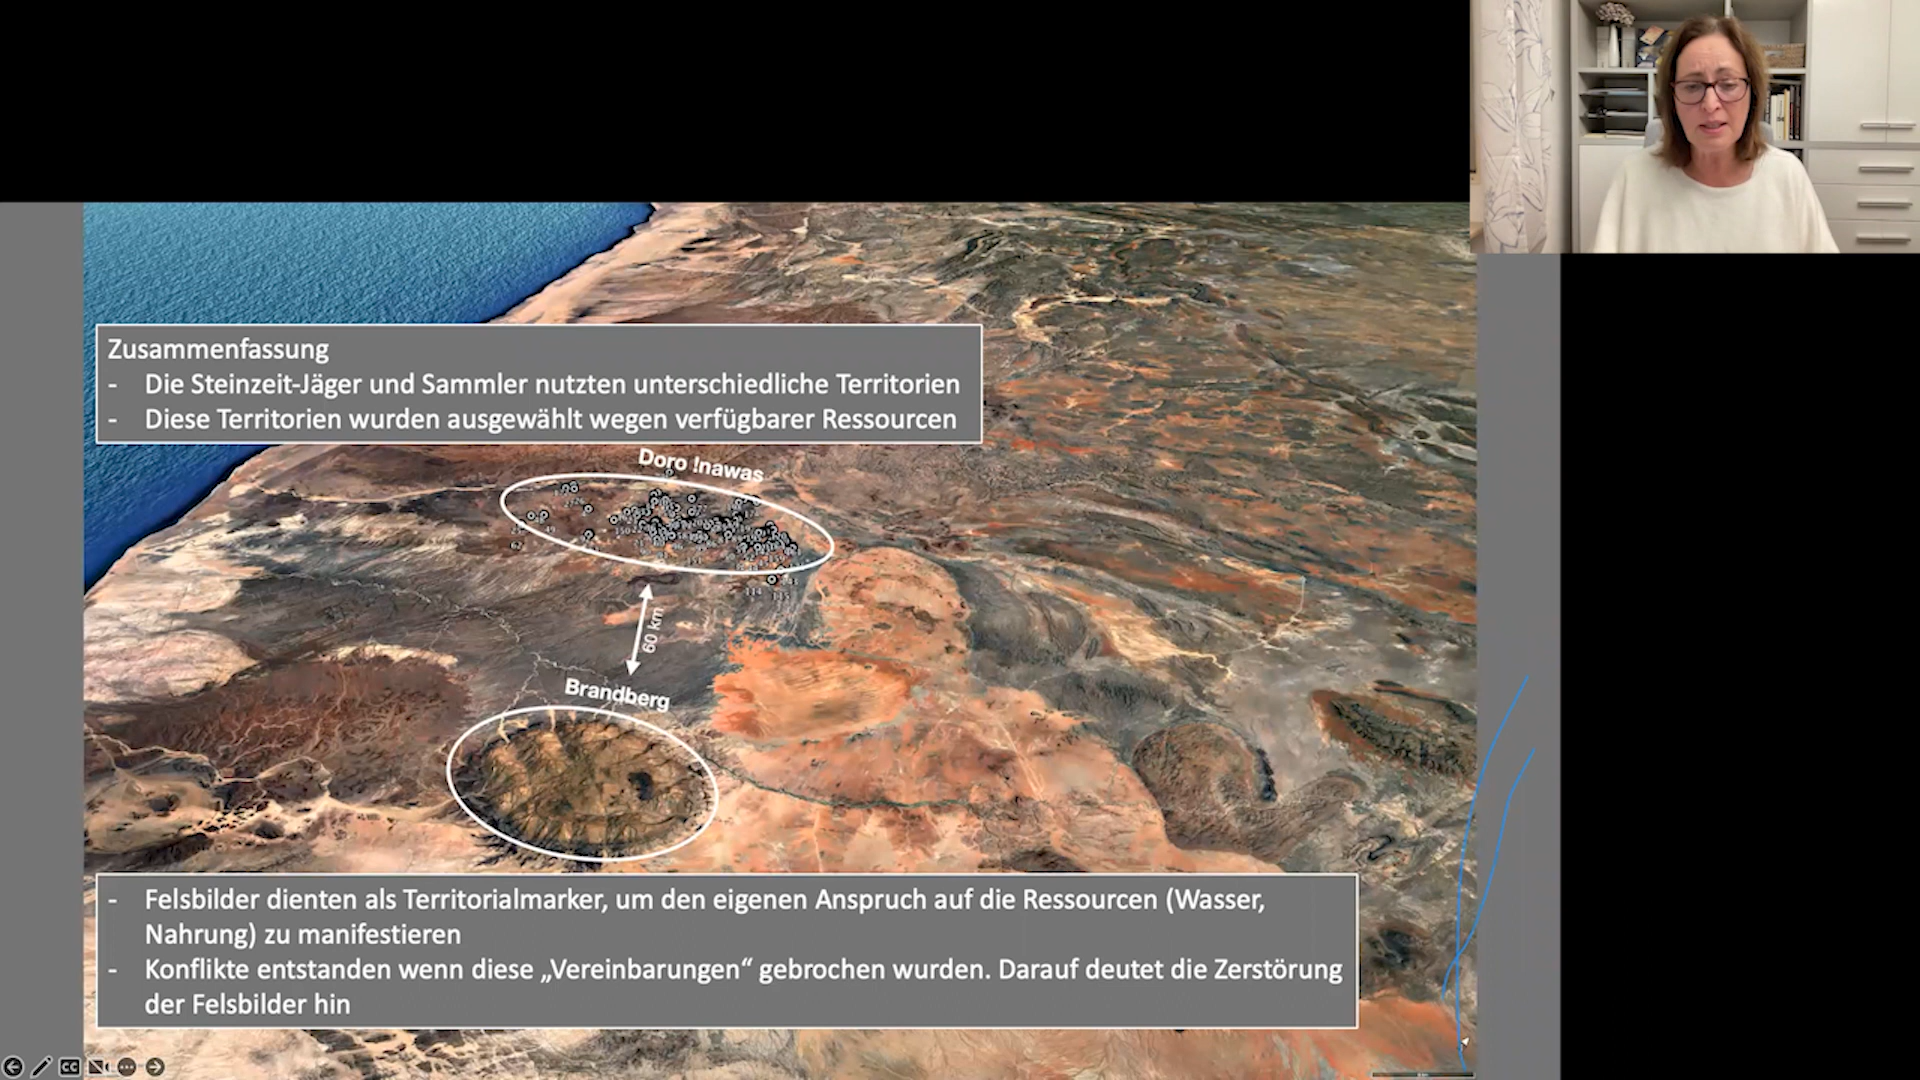 Zusammenfassung
- Die Steinzeit-Jäger und Sammler nutzten unterschiedliche Territorien
- Diese Territorien wurden ausgewählt wegen verfügbarer Ressourcen
Doro !nawas
60 km
Brandberg
- Felsbilder dienten als Territorialmarker, um den eigenen Anspruch auf die Ressourcen (Wasser,
Nahrung) zu manifestieren
- Konflikte entstanden wenn diese „Vereinbarungen“ gebrochen wurden. Darauf deutet die Zerstörung
der Felsbilder hin
CC